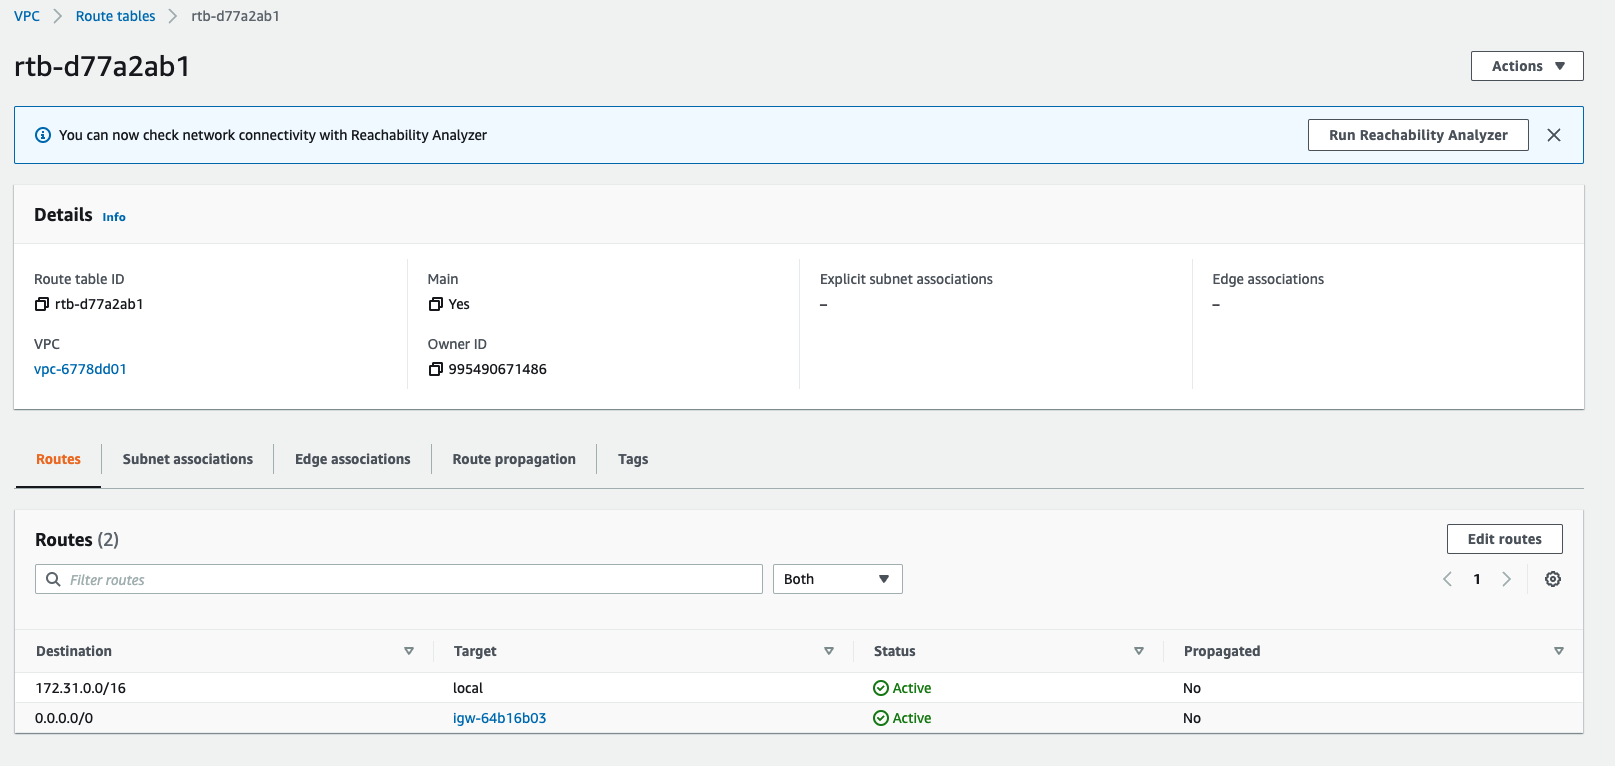 VPC > Route tables > rtb-d77a2ab1
rtb-d77a2ab1
Actions
You can now check network connectivity with Reachability Analyzer
Run Reachability Analyzer
Details Info
Route table ID
rtb-d77a2ab1
Main
Yes
Explicit subnet associations
–
Edge associations
–
VPC
vpc-6778dd01
Owner ID
995490671486
Routes
Subnet associations
Edge associations
Route propagation
Tags
Routes (2)
Edit routes
Filter routes
Both
1
Destination Target Status Propagated
172.31.0.0/16 local Active No
0.0.0.0/0 igw-64b16b03 Active No